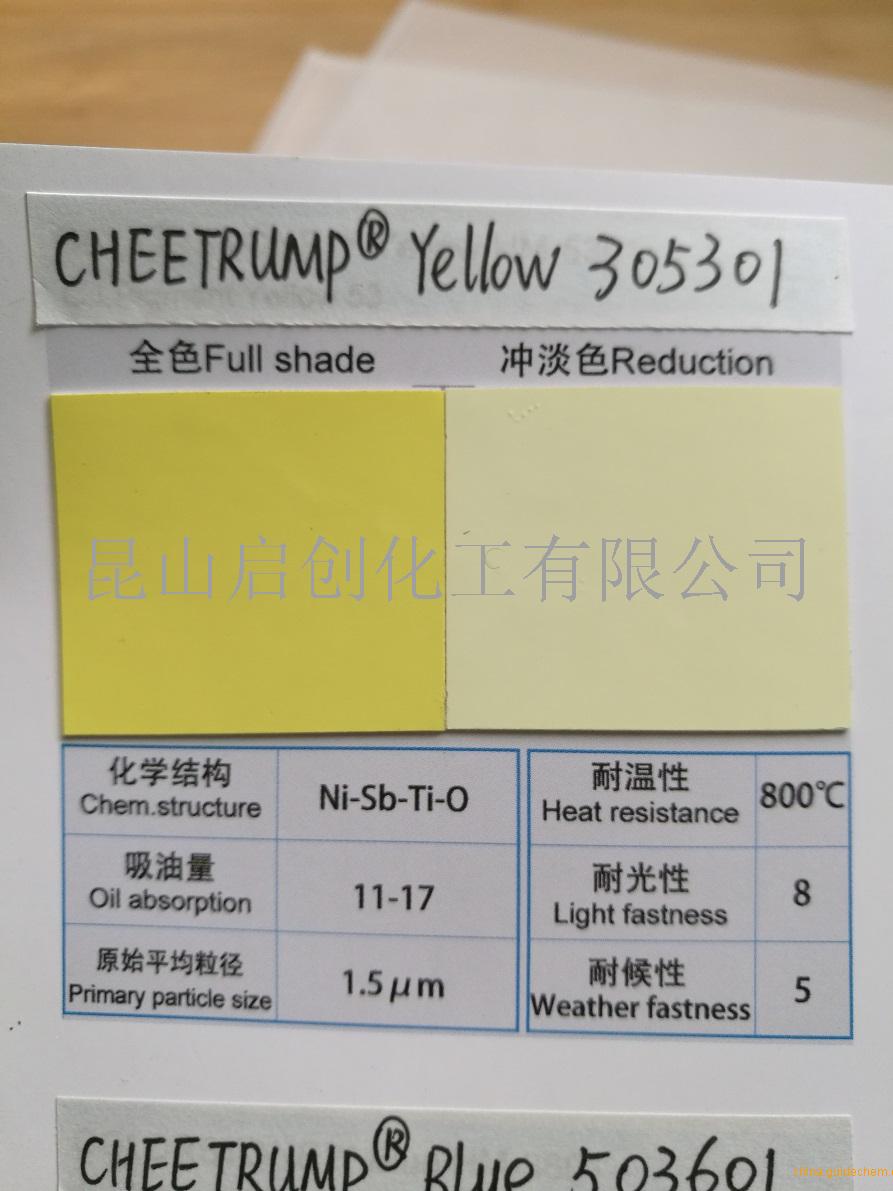 CHEETRUMP® Yellow 305301
全色Full shade
冲淡色Reduction
昆山启创化工有限公司
化学结构
Chem.structure
Ni-Sb-Ti-O
吸油量
Oil absorption
11-17
原始平均粒径
Primary particle size
1.5μm
耐温性
Heat resistance
800℃
耐光性
Light fastness
8
耐候性
Weather fastness
5
CHEETRUMP® Blue 503601
china.guidechem.c